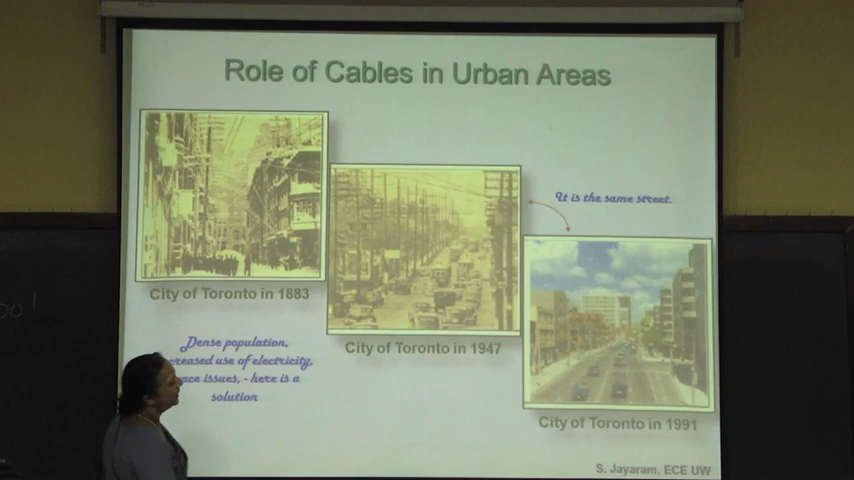 Role of Cables in Urban Areas
It is the same street.
City of Toronto in 1883
City of Toronto in 1947
Dense population,
use of electricity,
issues, - here is a
solution
City of Toronto in 1991
S. Jayaram, ECE UW